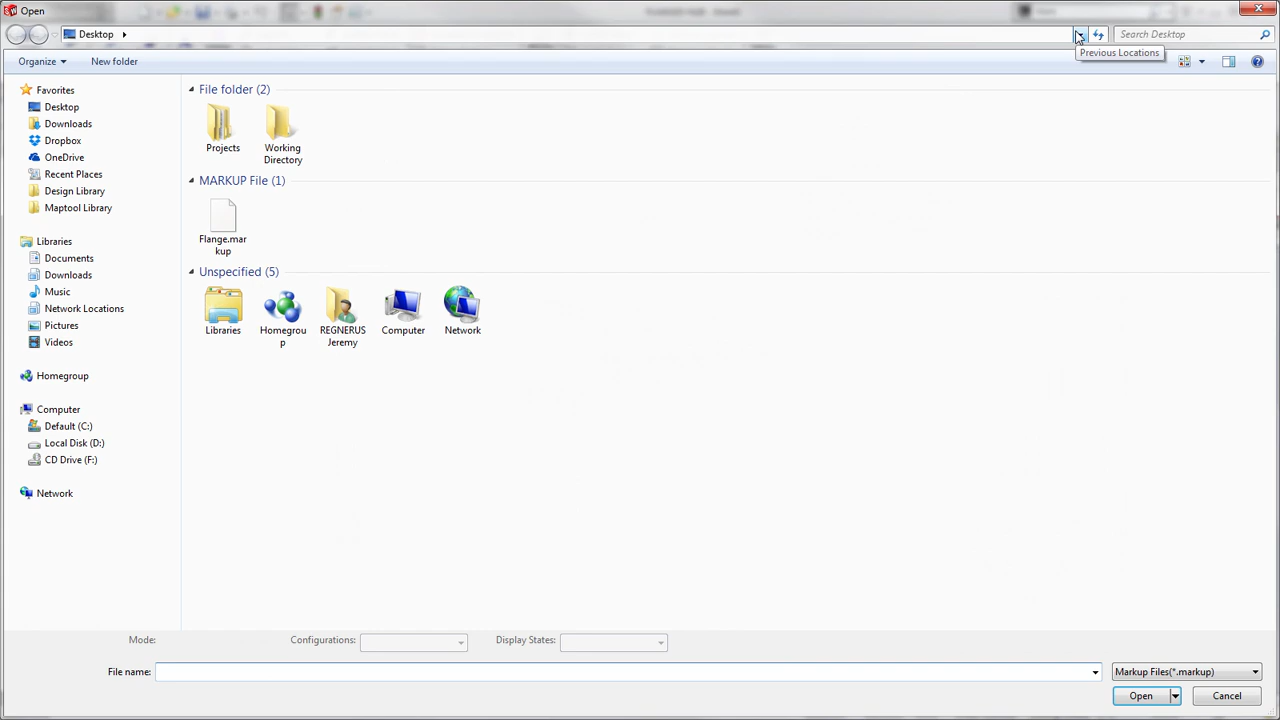 Open
Desktop
Search Desktop
Previous Locations
Organize
New folder
Favorites
Desktop
Downloads
Dropbox
OneDrive
Recent Places
Design Library
Maptool Library
Libraries
Documents
Downloads
Music
Network Locations
Pictures
Videos
Homegroup
Computer
Default (C:)
Local Disk (D:)
CD Drive (F:)
Network
File folder (2)
Projects
Working
Directory
MARKUP File (1)
Flange.mar
kup
Unspecified (5)
Libraries
Homegrou
p
REGNERUS
Jeremy
Computer
Network
Mode:
Configurations:
Display States:
File name:
Markup Files(*.markup)
Open
Cancel